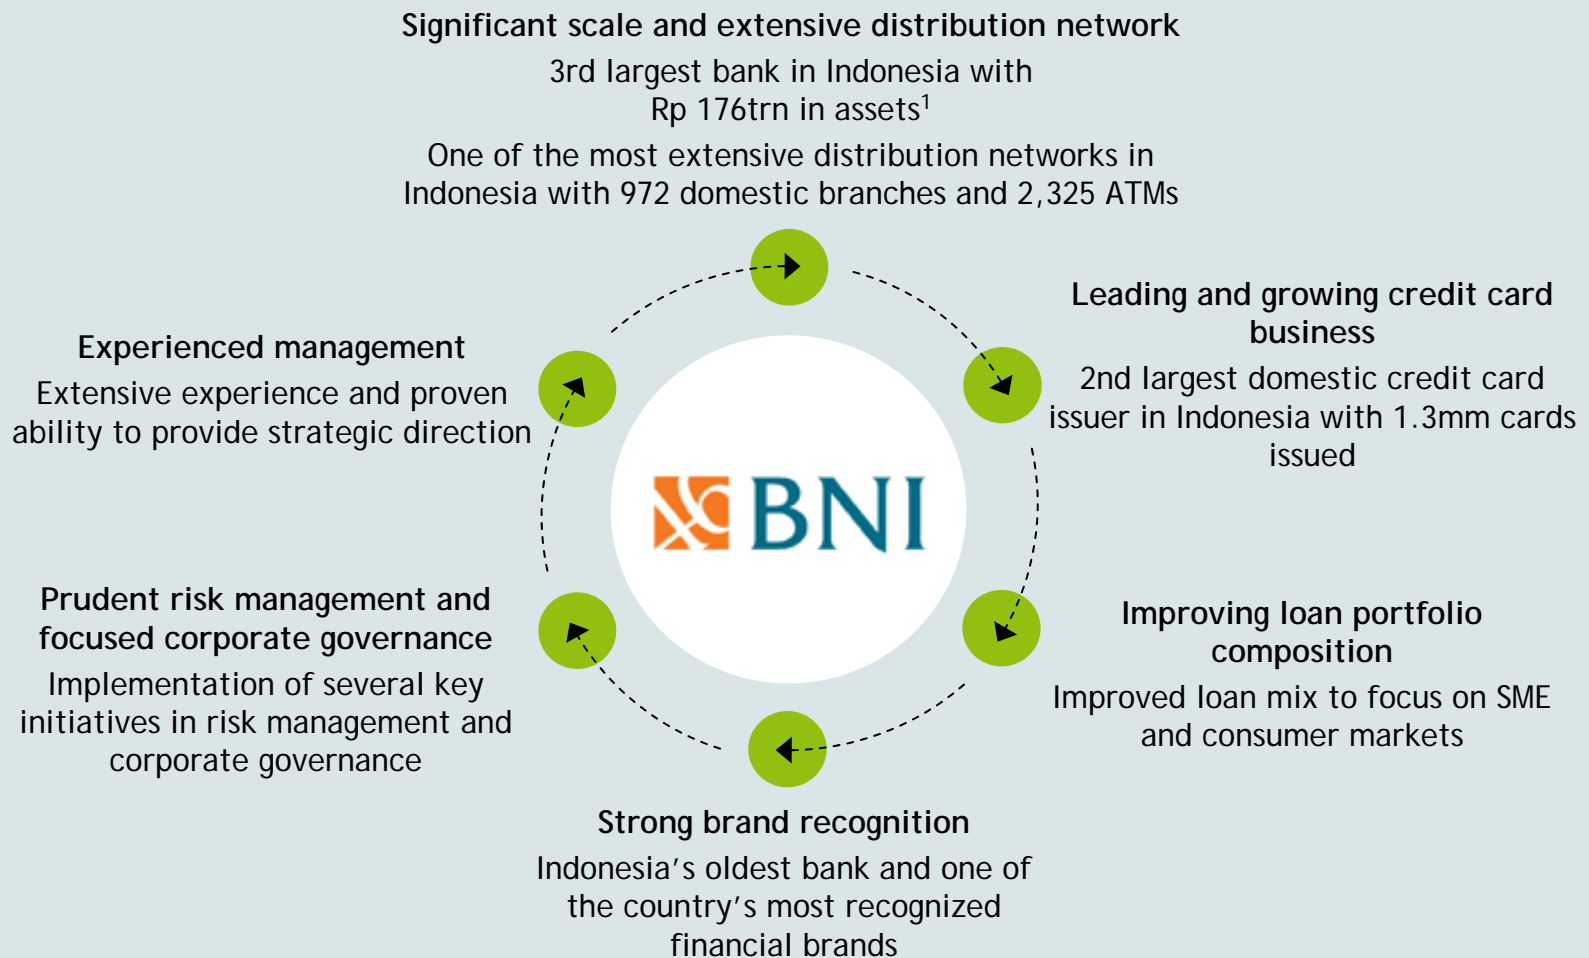 Significant scale and extensive distribution network
3rd largest bank in Indonesia with
Rp 176trn in assets¹
One of the most extensive distribution networks in
Indonesia with 972 domestic branches and 2,325 ATMs
Leading and growing credit card
business
2nd largest domestic credit card
issuer in Indonesia with 1.3mm cards
issued
Improving loan portfolio
composition
Improved loan mix to focus on SME
and consumer markets
Strong brand recognition
Indonesia's oldest bank and one of
the country's most recognized
financial brands
Prudent risk management and
focused corporate governance
Implementation of several key
initiatives in risk management and
corporate governance
Experienced management
Extensive experience and proven
ability to provide strategic direction
BNI